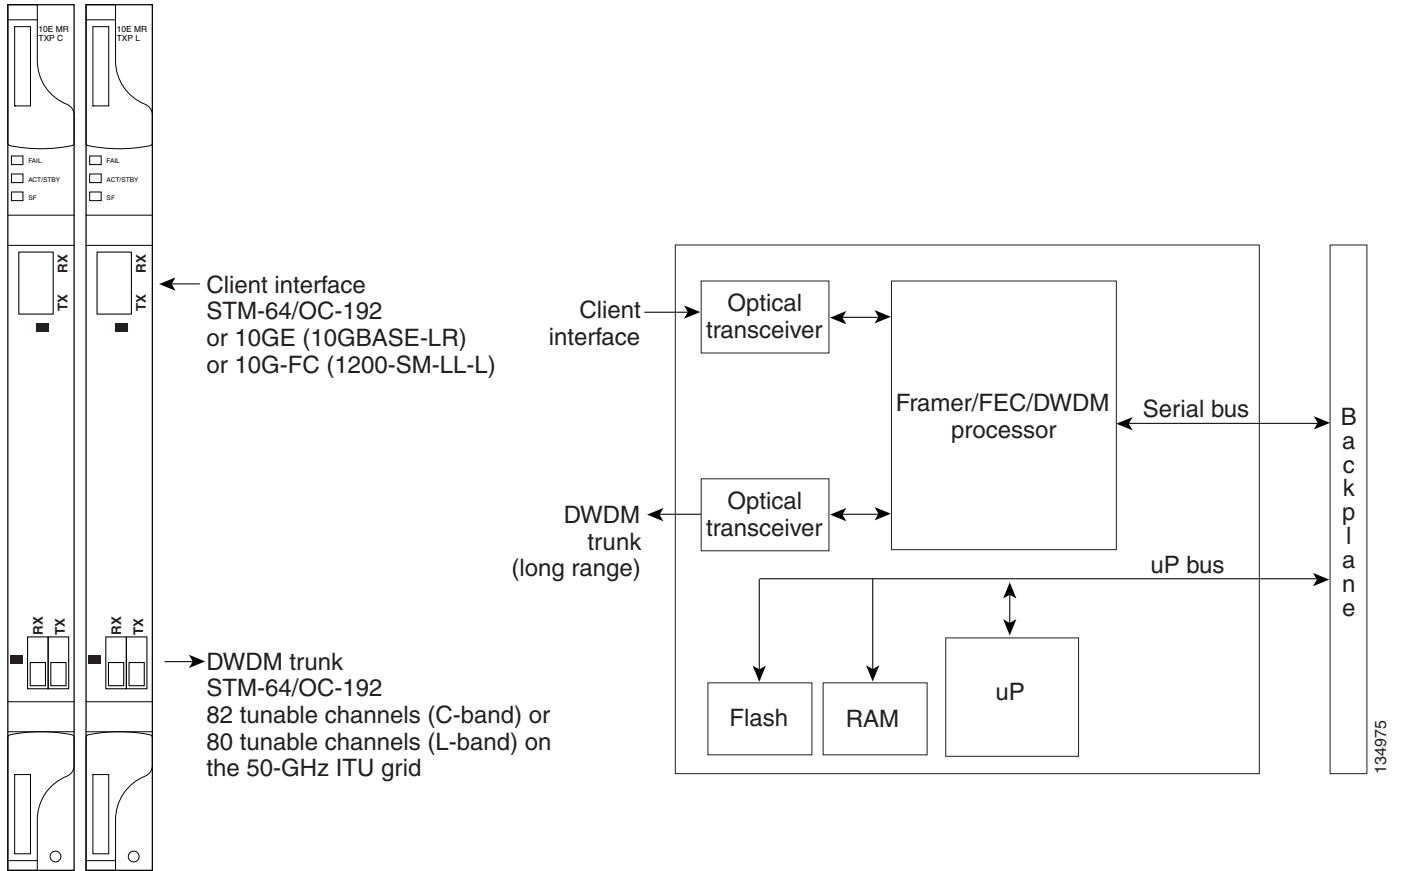 10E MR
TXP C
10E MR
TXP L
FAIL
ACT/STBY
SF
FAIL
ACT/STBY
SF
RX
TX
RX
TX
Client interface
STM-64/OC-192
or 10GE (10GBASE-LR)
or 10G-FC (1200-SM-LL-L)
RX
TX
RX
TX
DWDM trunk
STM-64/OC-192
82 tunable channels (C-band) or
80 tunable channels (L-band) on
the 50-GHz ITU grid
Client
interface
Optical
transceiver
DWDM
trunk
(long range)
Optical
transceiver
Framer/FEC/DWDM
processor
Serial bus
uP bus
Flash
RAM
uP
Backplane
134975